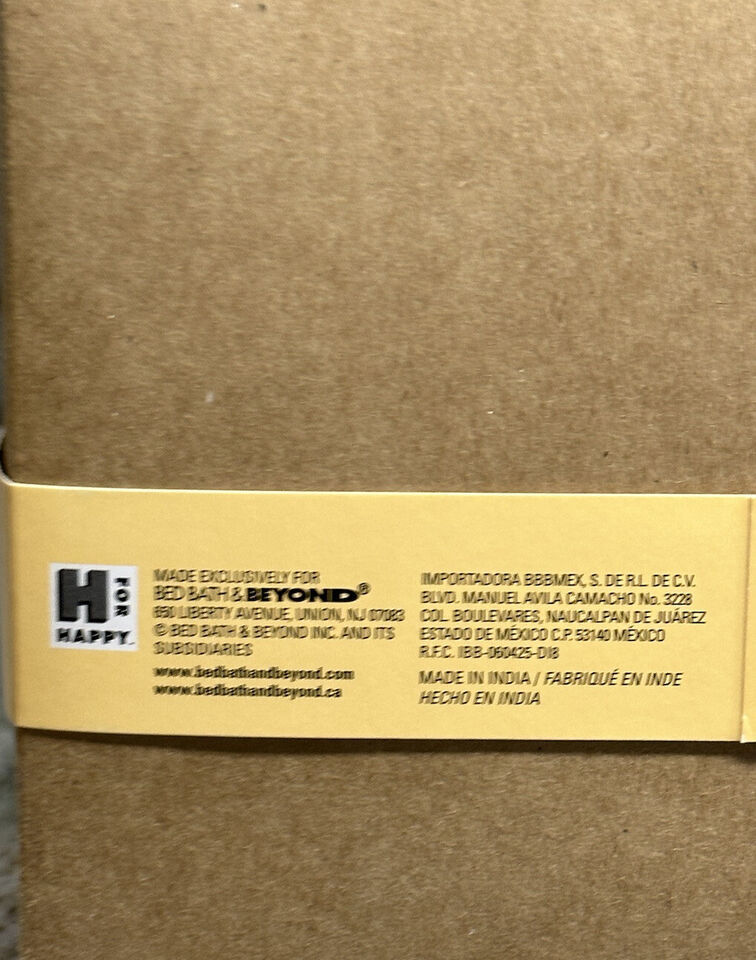 H FOR
HAPPY.
MADE EXCLUSIVELY FOR
BED BATH & BEYOND®
650 LIBERTY AVENUE, UNION, NJ 07083
© BED BATH & BEYOND INC. AND ITS
SUBSIDIARIES
www.bedbathandbeyond.com
www.bedbathandbeyond.ca
IMPORTADORA BBBMEX, S. DE R.L. DE C.V.
BLVD. MANUEL AVILA CAMACHO No. 3228
COL. BOULEVARES, NAUCALPAN DE JUÁREZ
ESTADO DE MÉXICO C.P. 53140 MÉXICO
R.F.C. IBB-060425-DI8
MADE IN INDIA / FABRIQUÉ EN INDE
HECHO EN INDIA